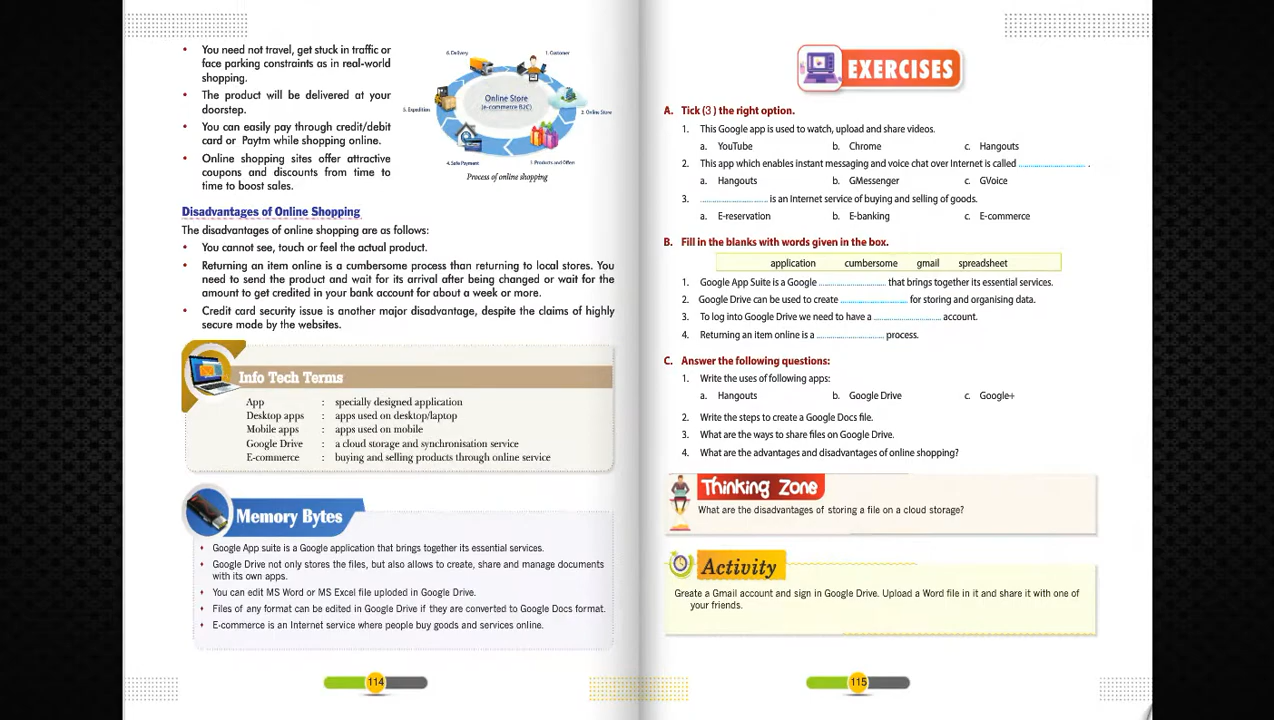 • You need not travel, get stuck in traffic or
face parking constraints as in real-world
shopping.
• The product will be delivered at your
doorstep.
• You can easily pay through credit/debit
card or Paytm while shopping online.
• Online shopping sites offer attractive
coupons and discounts from time to
time to boost sales.
6. Delivery
1. Customer
5. Expedition
Online Store
(e-commerce B2C)
2. Online Store
4. Safe Payment
3. Products and Offers
Process of online shopping
Disadvantages of Online Shopping
The disadvantages of online shopping are as follows:
• You cannot see, touch or feel the actual product.
• Returning an item online is a cumbersome process than returning to local stores. You
need to send the product and wait for its arrival after being changed or wait for the
amount to get credited in your bank account for about a week or more.
• Credit card security issue is another major disadvantage, despite the claims of highly
secure made by the websites.
Info Tech Terms
App : specially designed application
Desktop apps : apps used on desktop/laptop
Mobile apps : apps used on mobile
Google Drive : a cloud storage and synchronisation service
E-commerce : buying and selling products through online service
Memory Bytes
Google App suite is a Google application that brings together its essential services.
Google Drive not only stores the files, but also allows to create, share and manage documents
with its own apps.
You can edit MS Word or MS Excel file uploded in Google Drive.
Files of any format can be edited in Google Drive if they are converted to Google Docs format.
E-commerce is an Internet service where people buy goods and services online.
114
EXERCISES
A. Tick (3 ) the right option.
1. This Google app is used to watch, upload and share videos.
a. YouTube b. Chrome c. Hangouts
2. This app which enables instant messaging and voice chat over Internet is called .............................. .
a. Hangouts b. GMessenger c. GVoice
3. .............................. is an Internet service of buying and selling of goods.
a. E-reservation b. E-banking c. E-commerce
B. Fill in the blanks with words given in the box.
application cumbersome gmail spreadsheet
1. Google App Suite is a Google .............................. that brings together its essential services.
2. Google Drive can be used to create .............................. for storing and organising data.
3. To log into Google Drive we need to have a .............................. account.
4. Returning an item online is a .............................. process.
C. Answer the following questions:
1. Write the uses of following apps:
a. Hangouts b. Google Drive c. Google+
2. Write the steps to create a Google Docs file.
3. What are the ways to share files on Google Drive.
4. What are the advantages and disadvantages of online shopping?
Thinking Zone
What are the disadvantages of storing a file on a cloud storage?
Activity
Greate a Gmail account and sign in Google Drive. Upload a Word file in it and share it with one of
your friends.
115